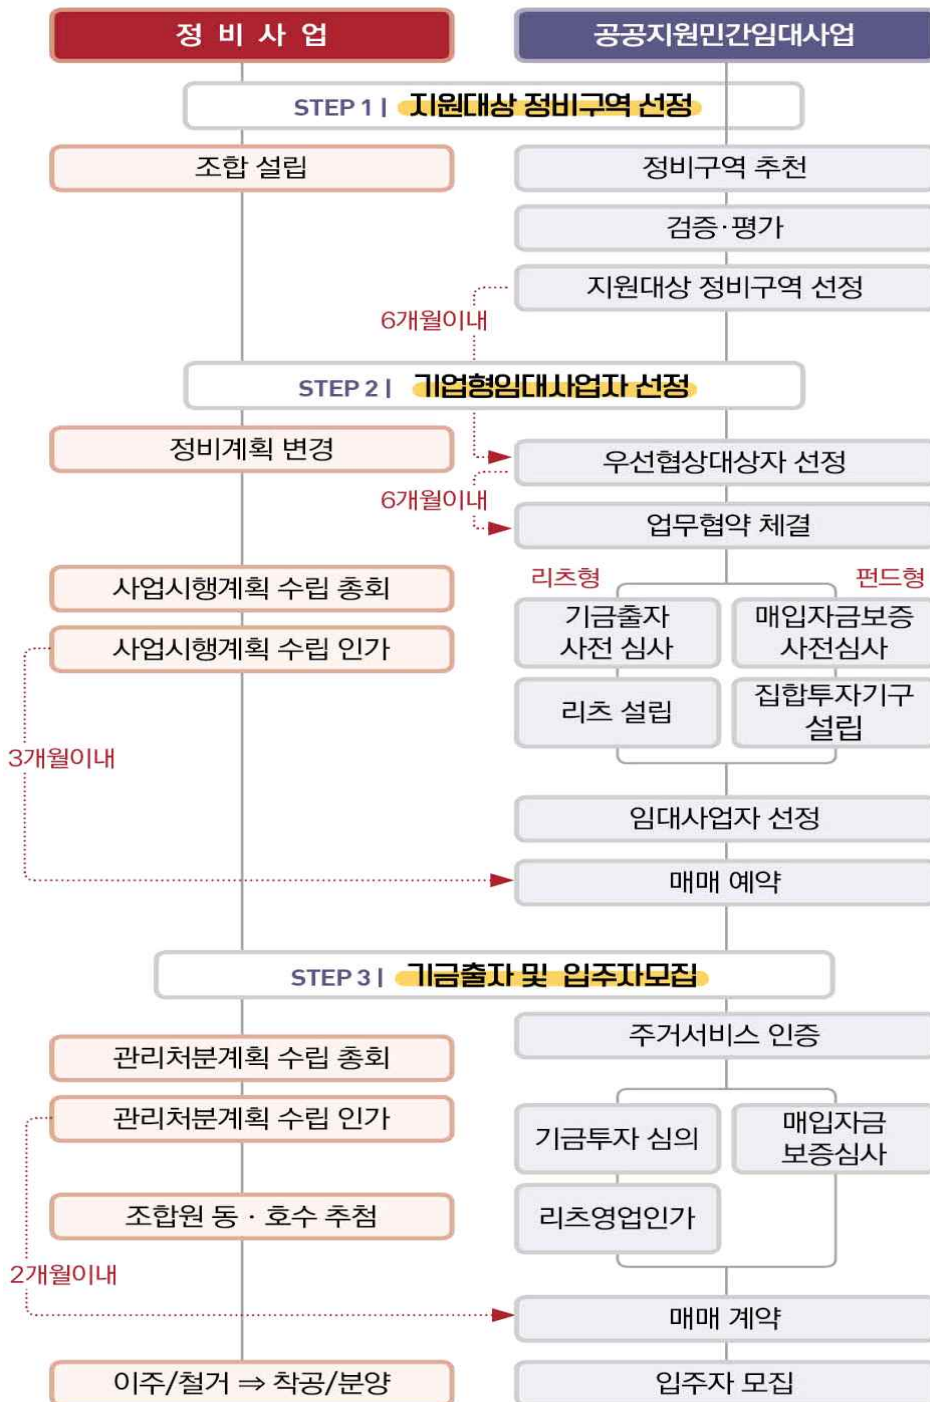 정 비 사 업
공공지원민간임대사업
STEP 1 | 지원대상 정비구역 선정
조합 설립
정비구역 추천
검증·평가
지원대상 정비구역 선정
6개월이내
STEP 2 | 기업형임대사업자 선정
정비계획 변경
우선협상대상자 선정
6개월이내
업무협약 체결
사업시행계획 수립 총회
사업시행계획 수립 인가
리츠형
펀드형
기금출자
사전 심사
매입자금보증
사전심사
리츠 설립
집합투자기구
설립
3개월이내
임대사업자 선정
매매 예약
STEP 3 | 기금출자 및 입주자모집
주거서비스 인증
관리처분계획 수립 총회
관리처분계획 수립 인가
기금투자 심의
매입자금
보증심사
조합원 동 · 호수 추첨
리츠영업인가
2개월이내
매매 계약
이주/철거 ⇒ 착공/분양
입주자 모집